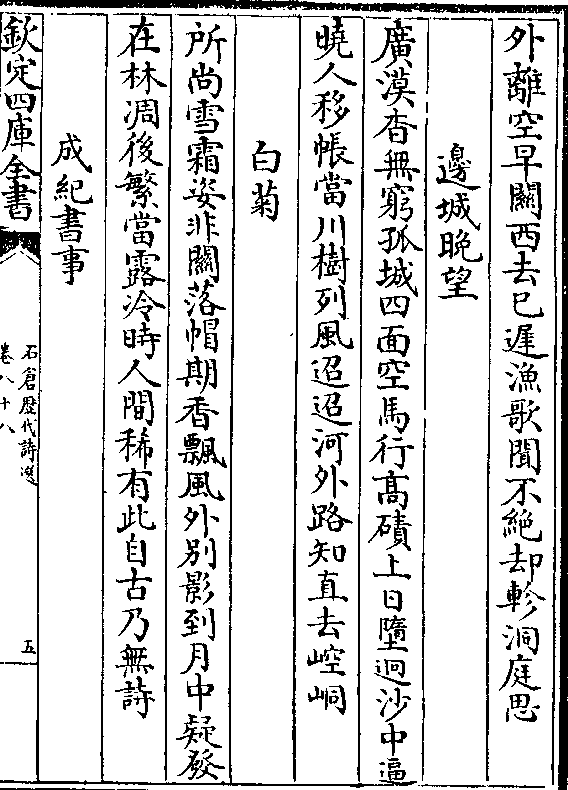 外離空早關西去已遲漁歌聞不絶却軫洞庭思
邊城晚望
廣漠杳無窮孤城四面空馬行髙磧上日墮迥沙中逼
曉人移帳當川樹列風迢迢河外路知直去崆峒
白菊
所尚雪霜姿非關落帽期香飄風外别影到月中疑發
在林凋後繁當露冷時人間稀有此自古乃無詩
成紀書事
欽定四庫全書
石倉歴代詩選
卷八十八
五